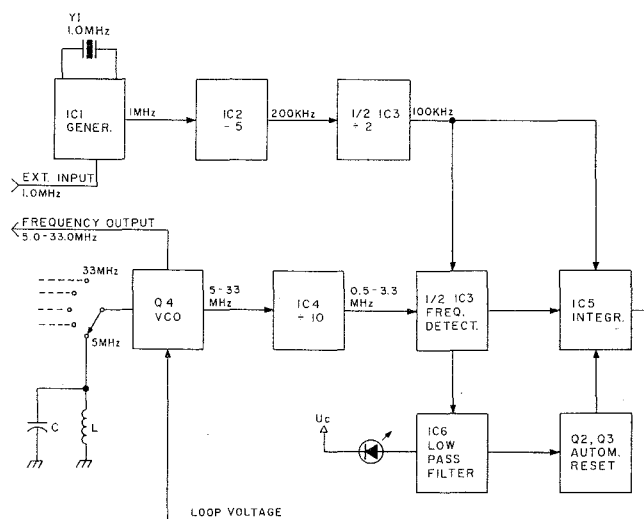 Y1
1.0MHz
IC1
GENER.
1MHz
IC2
÷5
200KHz
1/2 IC3
÷2
100KHz
EXT. INPUT
1.0MHz
FREQUENCY OUTPUT
5.0-33.0MHz
33MHz
5MHz
Q4
VCO
5-33
MHz
IC4
÷10
0.5-3.3
MHz
1/2 IC3
FREQ.
DETECT.
IC5
INTEGR.
C
L
Uc
IC6
LOW
PASS
FILTER
Q2, Q3
AUTOM.
RESET
LOOP VOLTAGE